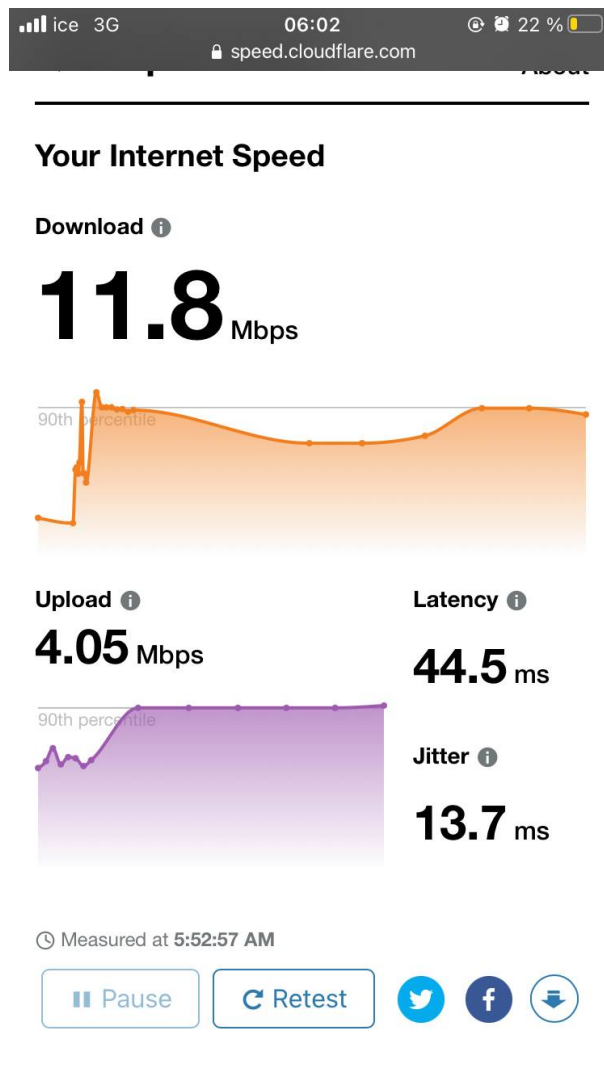 ice 3G 06:02 22 %
speed.cloudflare.com
About
Your Internet Speed
Download
11.8 Mbps
90th percentile
Upload
4.05 Mbps
90th percentile
Latency
44.5 ms
Jitter
13.7 ms
Measured at 5:52:57 AM
Pause Retest